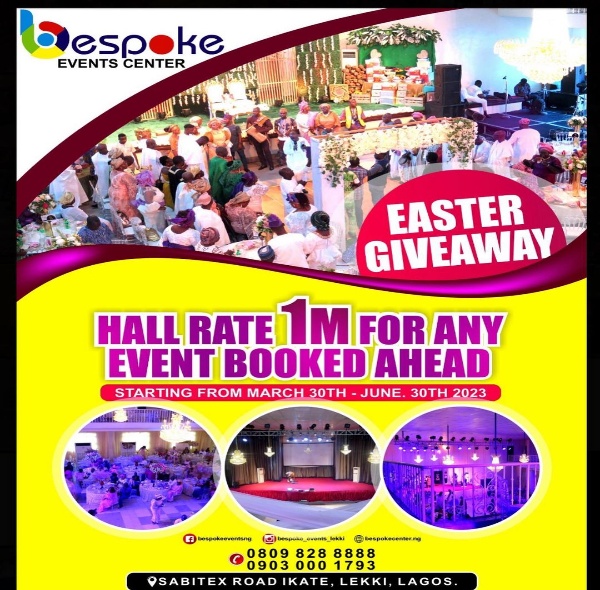 bespoke
EVENTS CENTER
EASTER
GIVEAWAY
HALL RATE 1M FOR ANY
EVENT BOOKED AHEAD
STARTING FROM MARCH 30TH - JUNE. 30TH 2023
bespokeeventsng bespoke_events_lekki bespokecenter.ng
0809 828 8888
0903 000 1793
SABITEX ROAD IKATE, LEKKI, LAGOS.